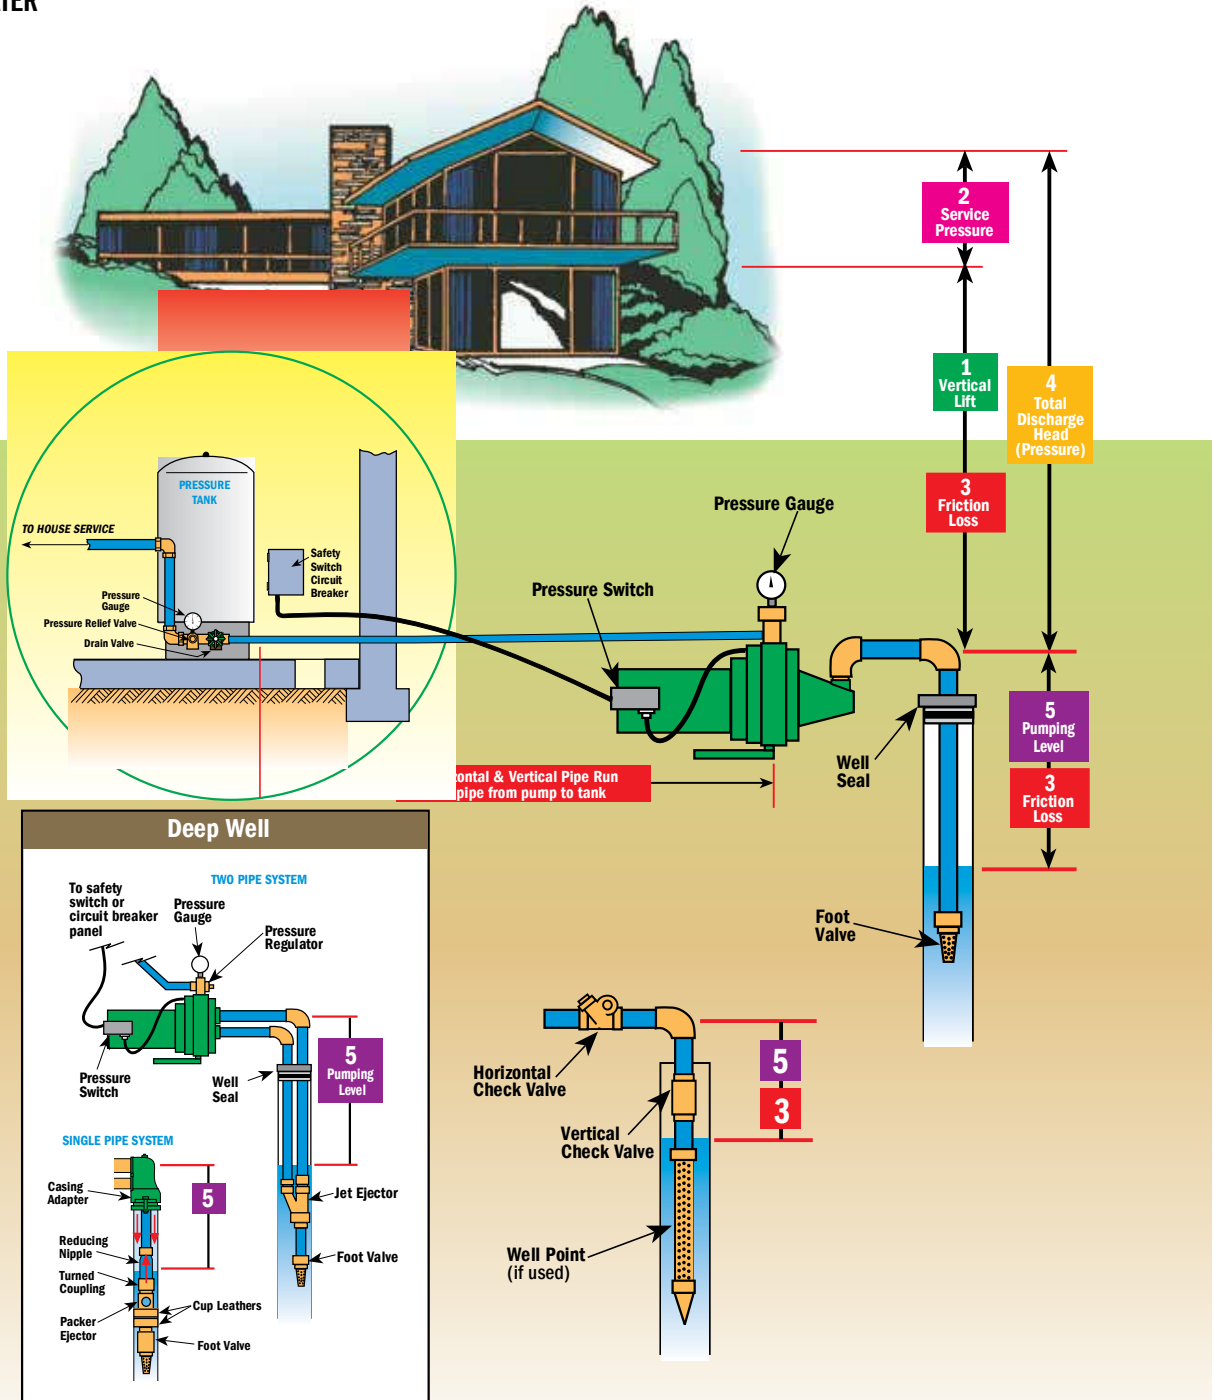 2
Service
Pressure
1
Vertical
Lift
4
Total
Discharge
Head
(Pressure)
3
Friction
Loss
PRESSURE
TANK
TO HOUSE SERVICE
Safety
Switch
Circuit
Breaker
Pressure
Gauge
Pressure Relief Valve
Drain Valve
Pressure Gauge
Pressure Switch
Well
Seal
5
Pumping
Level
3
Friction
Loss
& Vertical Pipe Run
pipe from pump to tank
Foot
Valve
Deep Well
TWO PIPE SYSTEM
To safety
switch or
circuit breaker
panel
Pressure
Gauge
Pressure
Regulator
Pressure
Switch
Well
Seal
5
Pumping
Level
Jet Ejector
Foot Valve
SINGLE PIPE SYSTEM
Casing
Adapter
5
Reducing
Nipple
Turned
Coupling
Cup Leathers
Packer
Ejector
Foot Valve
Horizontal
Check Valve
5
3
Vertical
Check Valve
Well Point
(if used)